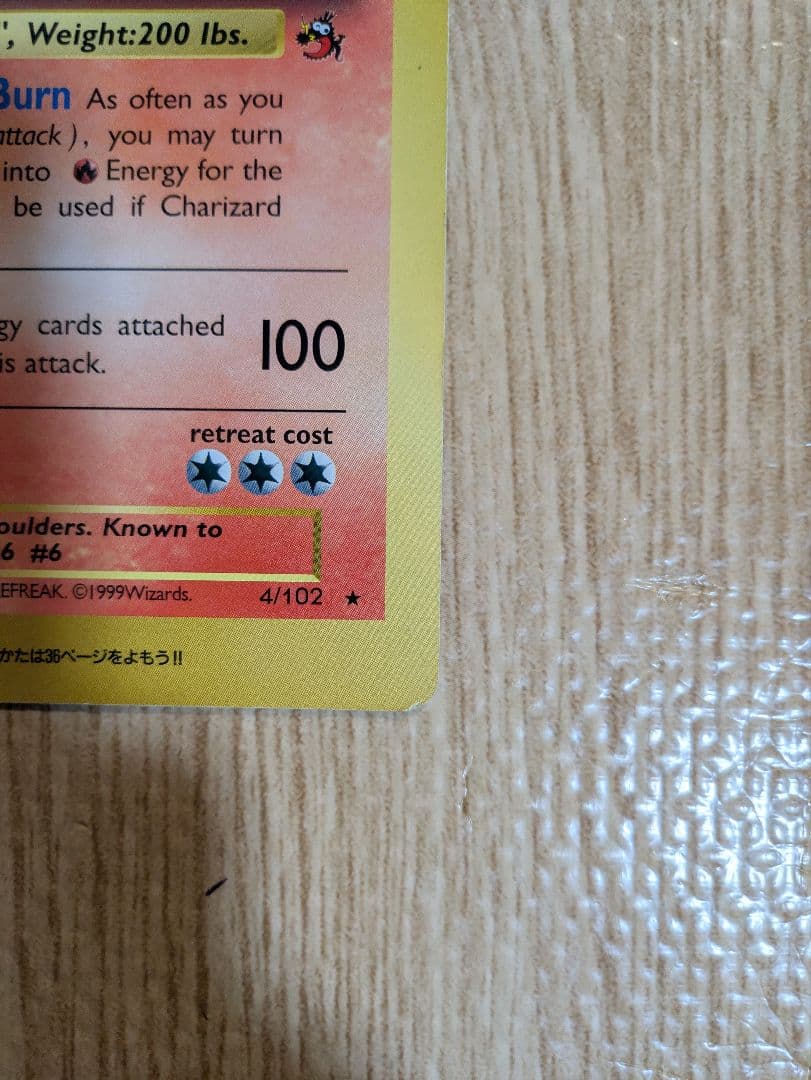 ", Weight:200 lbs.
Burn As often as you
attack), you may turn
into Energy for the
be used if Charizard
gy cards attached
is attack.
100
retreat cost
oulders. Known to
6 #6
EFREAK. ©1999Wizards. 4/102 ★
かたは36ページをよもう!!